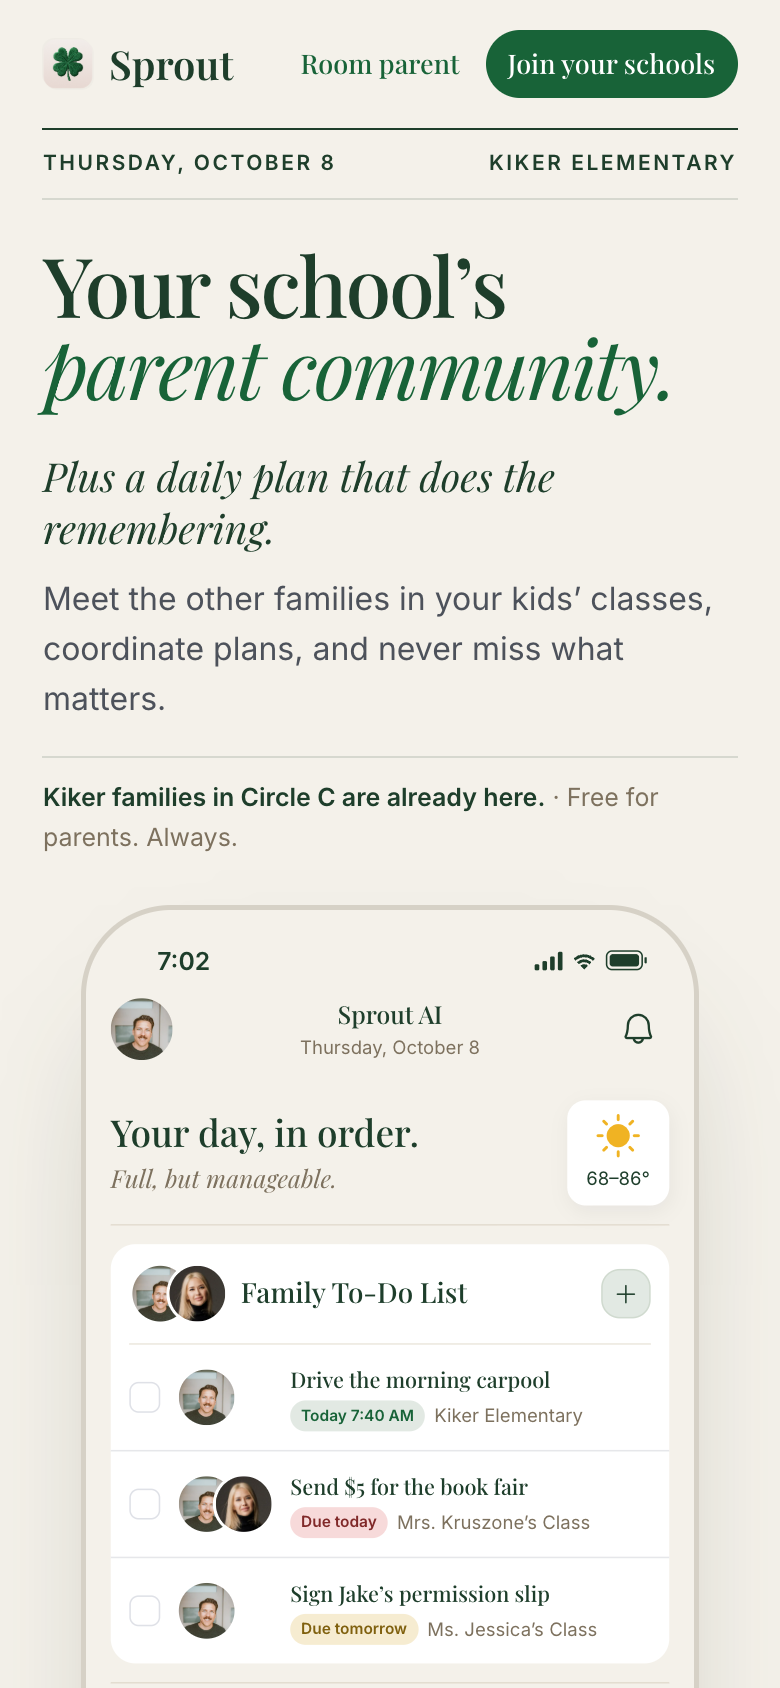 Sprout
Room parent
Join your schools
THURSDAY, OCTOBER 8
KIKER ELEMENTARY
Your school’s
parent community.
Plus a daily plan that does the
remembering.
Meet the other families in your kids’ classes,
coordinate plans, and never miss what
matters.
Kiker families in Circle C are already here. · Free for
parents. Always.
7:02
Sprout AI
Thursday, October 8
Your day, in order.
Full, but manageable.
68–86°
Family To-Do List
Drive the morning carpool
Today 7:40 AM Kiker Elementary
Send $5 for the book fair
Due today Mrs. Kruszone’s Class
Sign Jake’s permission slip
Due tomorrow Ms. Jessica’s Class